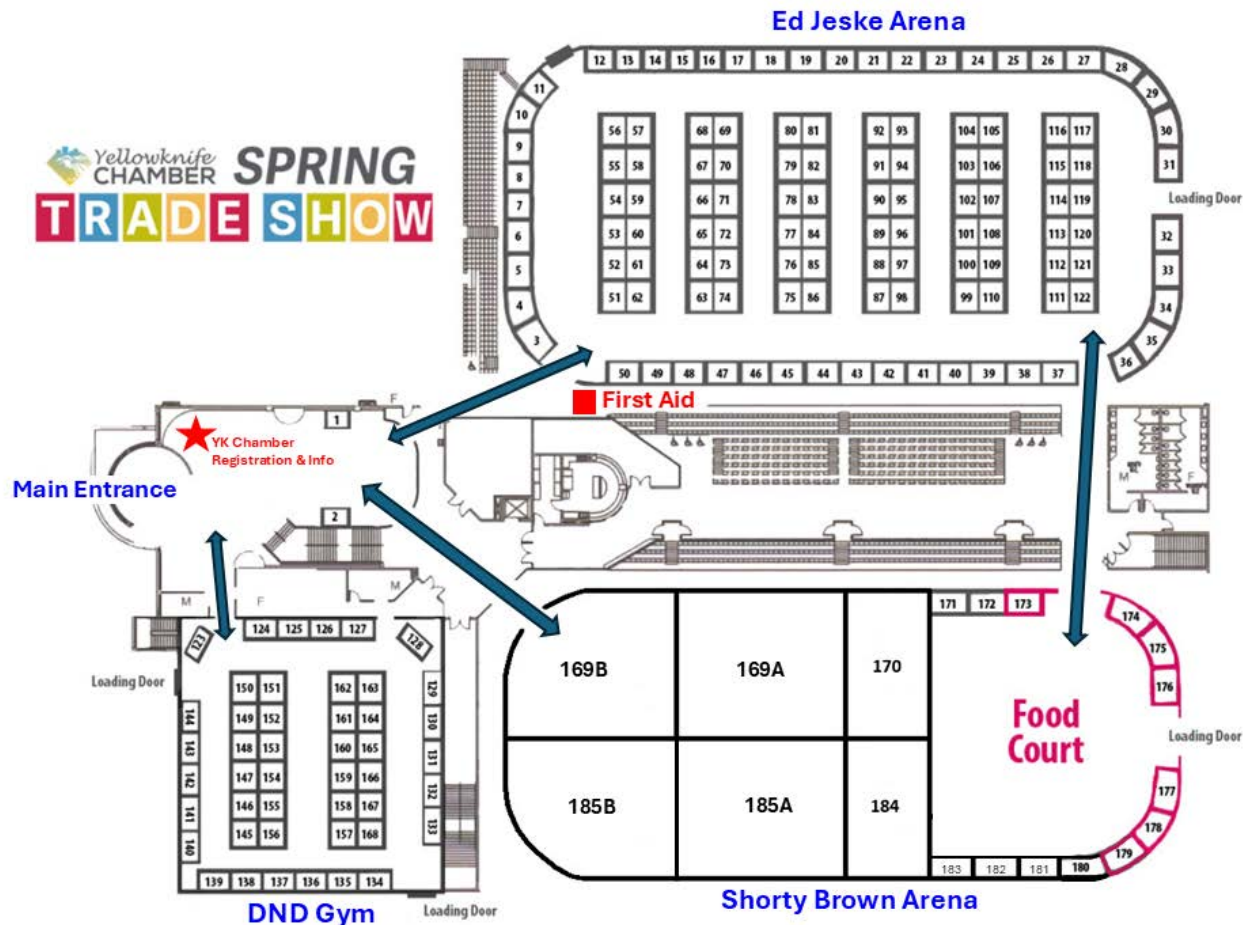 Ed Jeske Arena
Yellowknife
CHAMBER
SPRING
TRADE SHOW
12 13 14 15 16 17 18 19 20 21 22 23 24 25 26 27
28
29
30
31
11
10
9
8
7
6
5
4
3
56 57 68 69 80 81 92 93 104 105 116 117
55 58 67 70 79 82 91 94 103 106 115 118
54 59 66 71 78 83 90 95 102 107 114 119
53 60 65 72 77 84 89 96 101 108 113 120
52 61 64 73 76 85 88 97 100 109 112 121
51 62 63 74 75 86 87 98 99 110 111 122
Loading Door
32
33
34
35
36
50 49 48 47 46 45 44 43 42 41 40 39 38 37
First Aid
F
1
YK Chamber
Registration & Info
Main Entrance
2
M F
M F M
123
124 125 126 127
128
Loading Door
150 151 162 163
149 152 161 164
148 153 160 165
147 154 159 166
146 155 158 167
145 156 157 168
144
143
142
141
140
129
130
131
132
133
139 138 137 136 135 134
DND Gym
Loading Door
169B 169A 170
185B 185A 184
171 172 173
174
175
176
Food
Court
Loading Door
177
178
179
183 182 181 180
Shorty Brown Arena